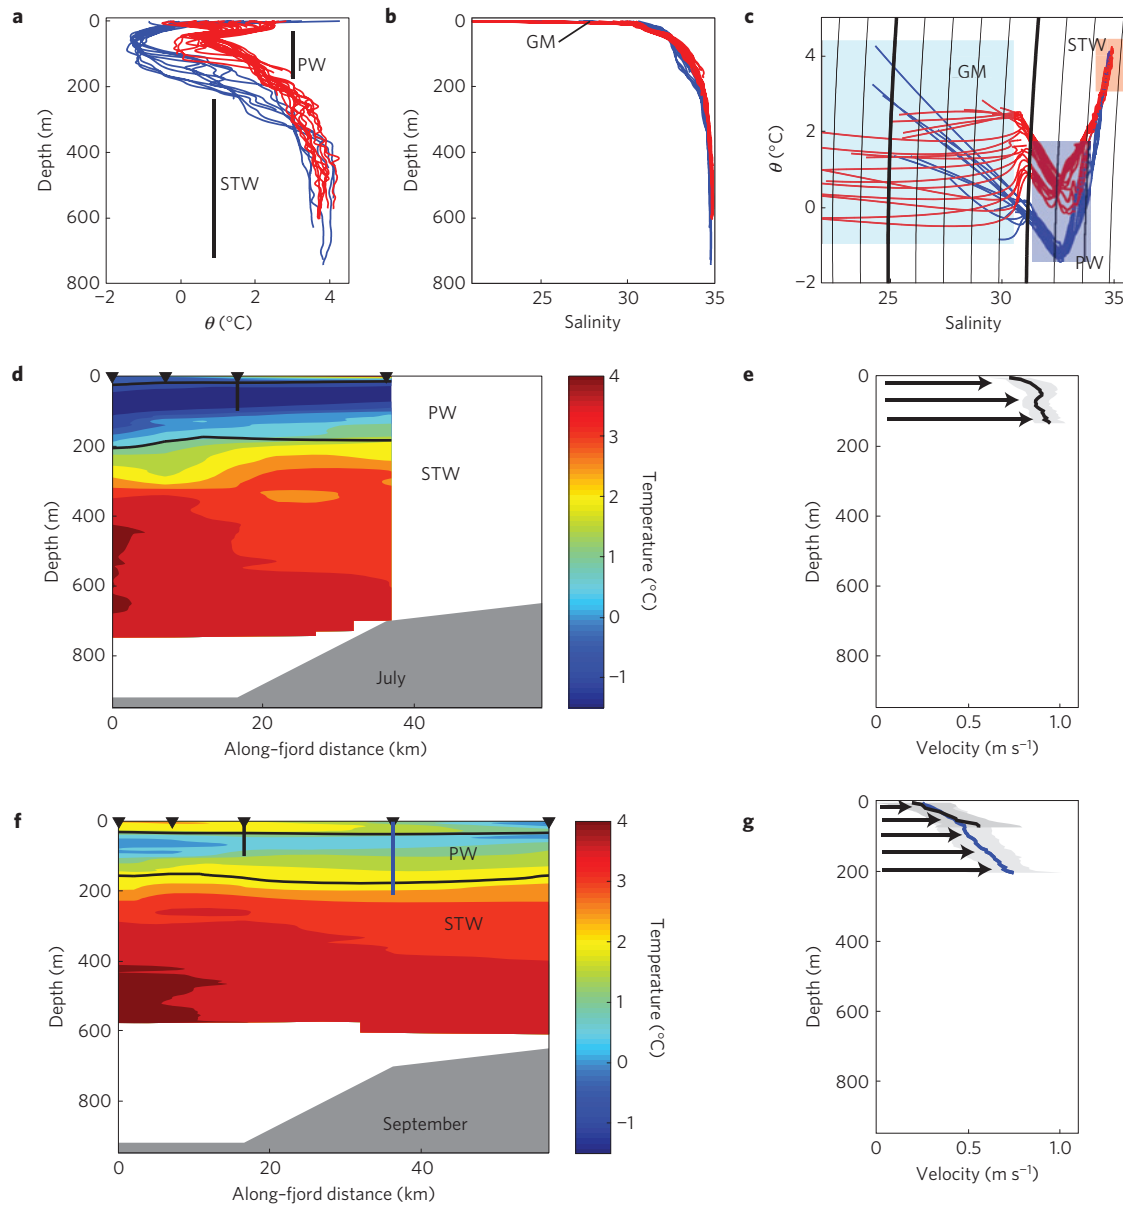 a
0
200
400
600
800
Depth (m)
PW
STW
−2
0
2
4
θ (°C)
b
0
200
400
600
800
Depth (m)
GM
25
30
35
Salinity
c
4
2
0
−2
θ (°C)
GM
STW
PW
25
30
35
Salinity
d
0
200
400
600
800
Depth (m)
PW
STW
July
0
20
40
Along–fjord distance (km)
4
3
2
1
0
−1
Temperature (°C)
e
0
200
400
600
800
Depth (m)
0
0.5
1.0
Velocity (m s⁻¹)
f
0
200
400
600
800
Depth (m)
PW
STW
September
0
20
40
Along–fjord distance (km)
4
3
2
1
0
−1
Temperature (°C)
g
0
200
400
600
800
Depth (m)
0
0.5
1.0
Velocity (m s⁻¹)